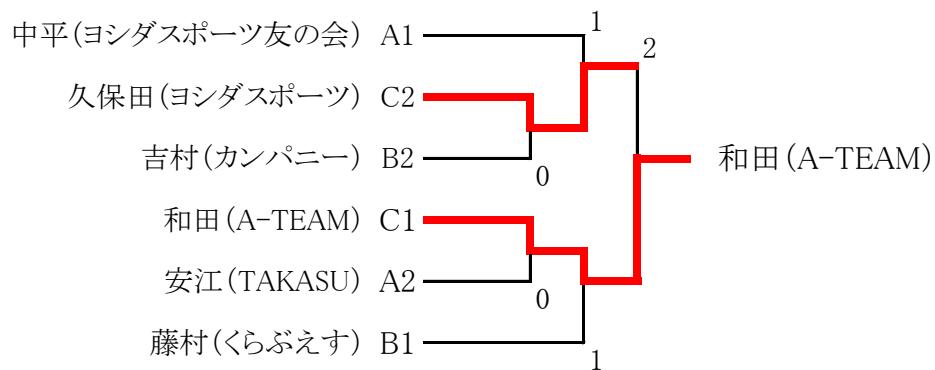 中平(ヨシダスポーツ友の会) A1
1
2
久保田(ヨシダスポーツ) C2
吉村(カンパニー) B2
0
和田(A-TEAM)
和田(A-TEAM) C1
安江(TAKASU) A2
0
藤村(くらぶえす) B1
1